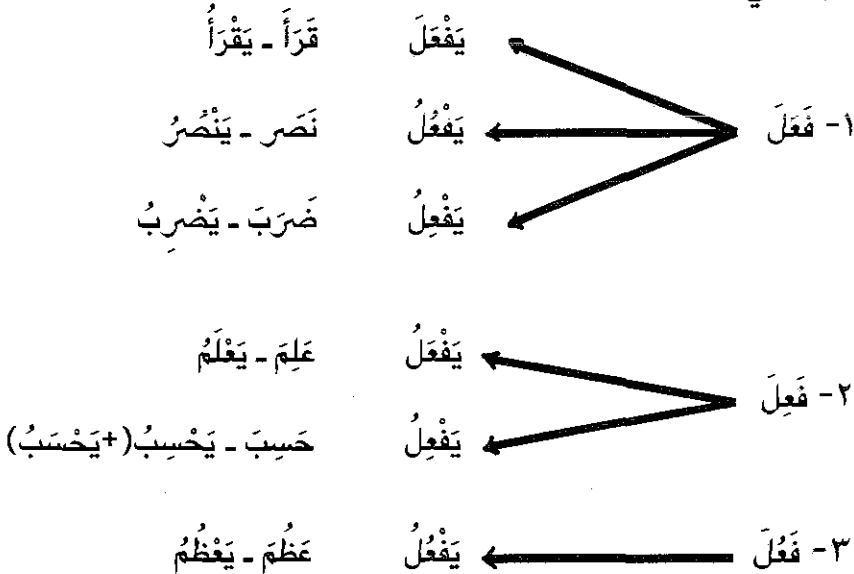 يَفْعَلَ قَرَأَ - يَقْرَأُ
١- فَعَلَ يَفْعُلُ نَصَر - يَنْصُرُ
يَفْعِلُ ضَرَبَ - يَضْرِبُ
يَفْعَلُ عَلِمَ - يَعْلَمُ
٢- فَعِلَ
يَفْعِلُ حَسِبَ - يَحْسِبُ (+يَحْسَبُ)
٣- فَعُلَ يَفْعُلُ عَظُمَ - يَعْظُمُ